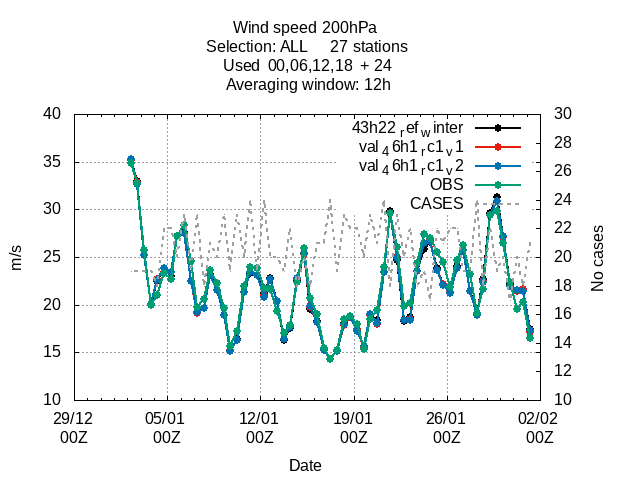 Wind speed 200hPa
Selection: ALL 27 stations
Used 00,06,12,18 + 24
Averaging window: 12h
43h22_ref_winter
val_46h1_rc1_v1
val_46h1_rc1_v2
OBS
CASES
40
35
30
25
20
15
10
m/s
30
28
26
24
22
20
18
16
14
12
10
No cases
29/12 05/01 12/01 19/01 26/01 02/02
00Z 00Z 00Z 00Z 00Z 00Z
Date